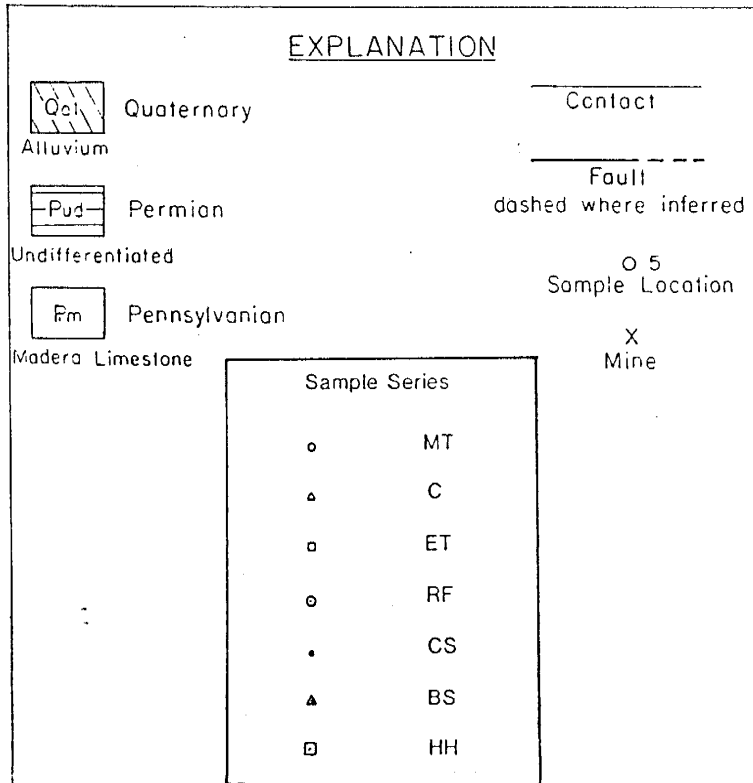 EXPLANATION
Qal Quaternary
Alluvium
Pud Permian
Undifferentiated
Pm Pennsylvanian
Madera Limestone
Contact
Fault
dashed where inferred
O 5
Sample Location
X
Mine
Sample Series
MT
C
ET
RF
CS
BS
HH